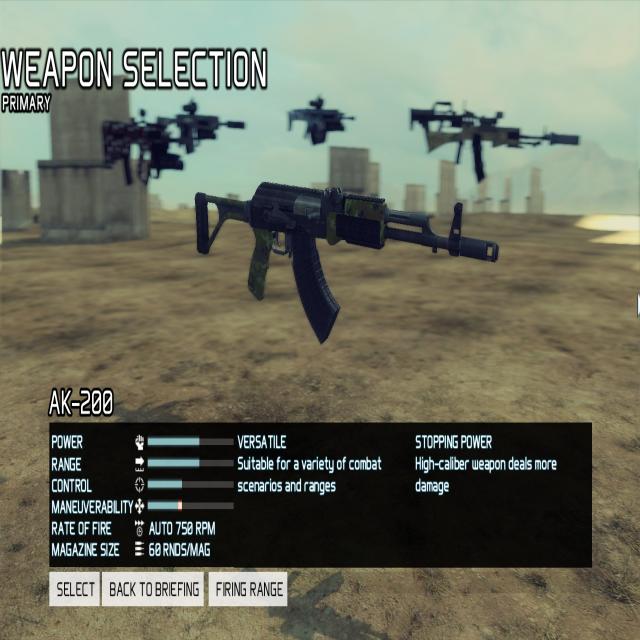 WEAPON SELECTION
PRIMARY
AK-200
POWER
RANGE
CONTROL
MANEUVERABILITY
RATE OF FIRE AUTO 750 RPM
MAGAZINE SIZE 60 RNDS/MAG
VERSATILE
Suitable for a variety of combat
scenarios and ranges
STOPPING POWER
High-caliber weapon deals more
damage
SELECT BACK TO BRIEFING FIRING RANGE